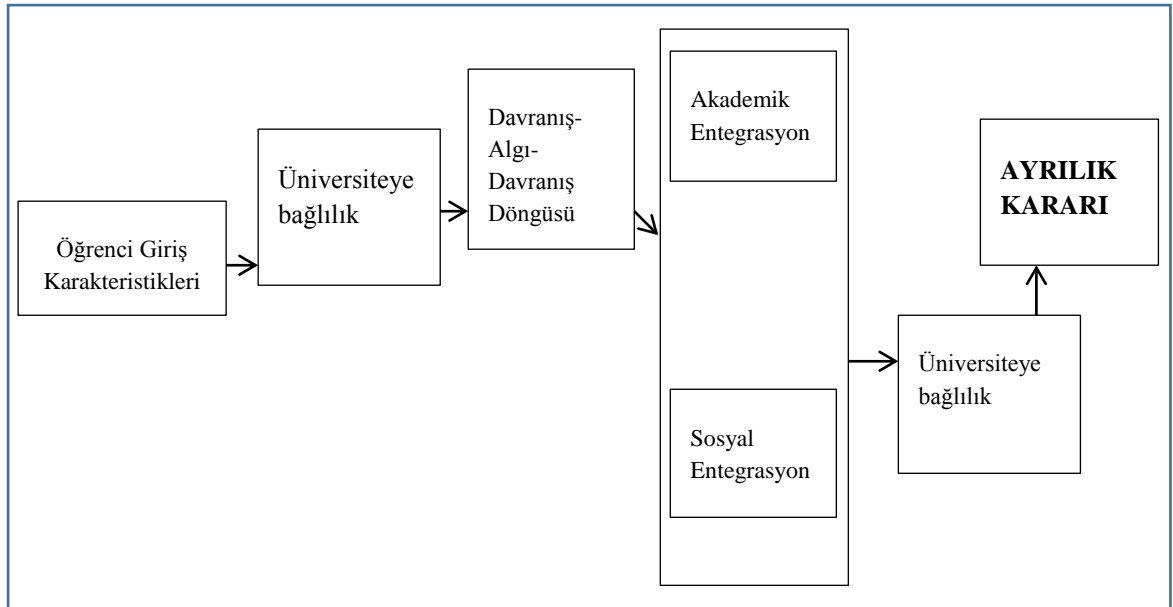 Öğrenci Giriş
Karakteristikleri
Üniversiteye
bağlılık
Davranış-
Algı-
Davranış
Döngüsü
Akademik
Entegrasyon
Sosyal
Entegrasyon
Üniversiteye
bağlılık
AYRILIK
KARARI